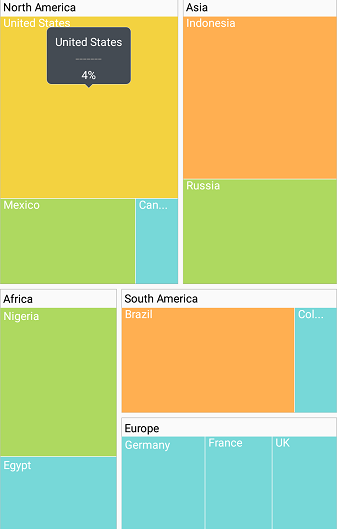 North America
United States
United States
--------
4%
Mexico
Can...
Asia
Indonesia
Russia
Africa
Nigeria
Egypt
South America
Brazil
Col...
Europe
Germany
France
UK